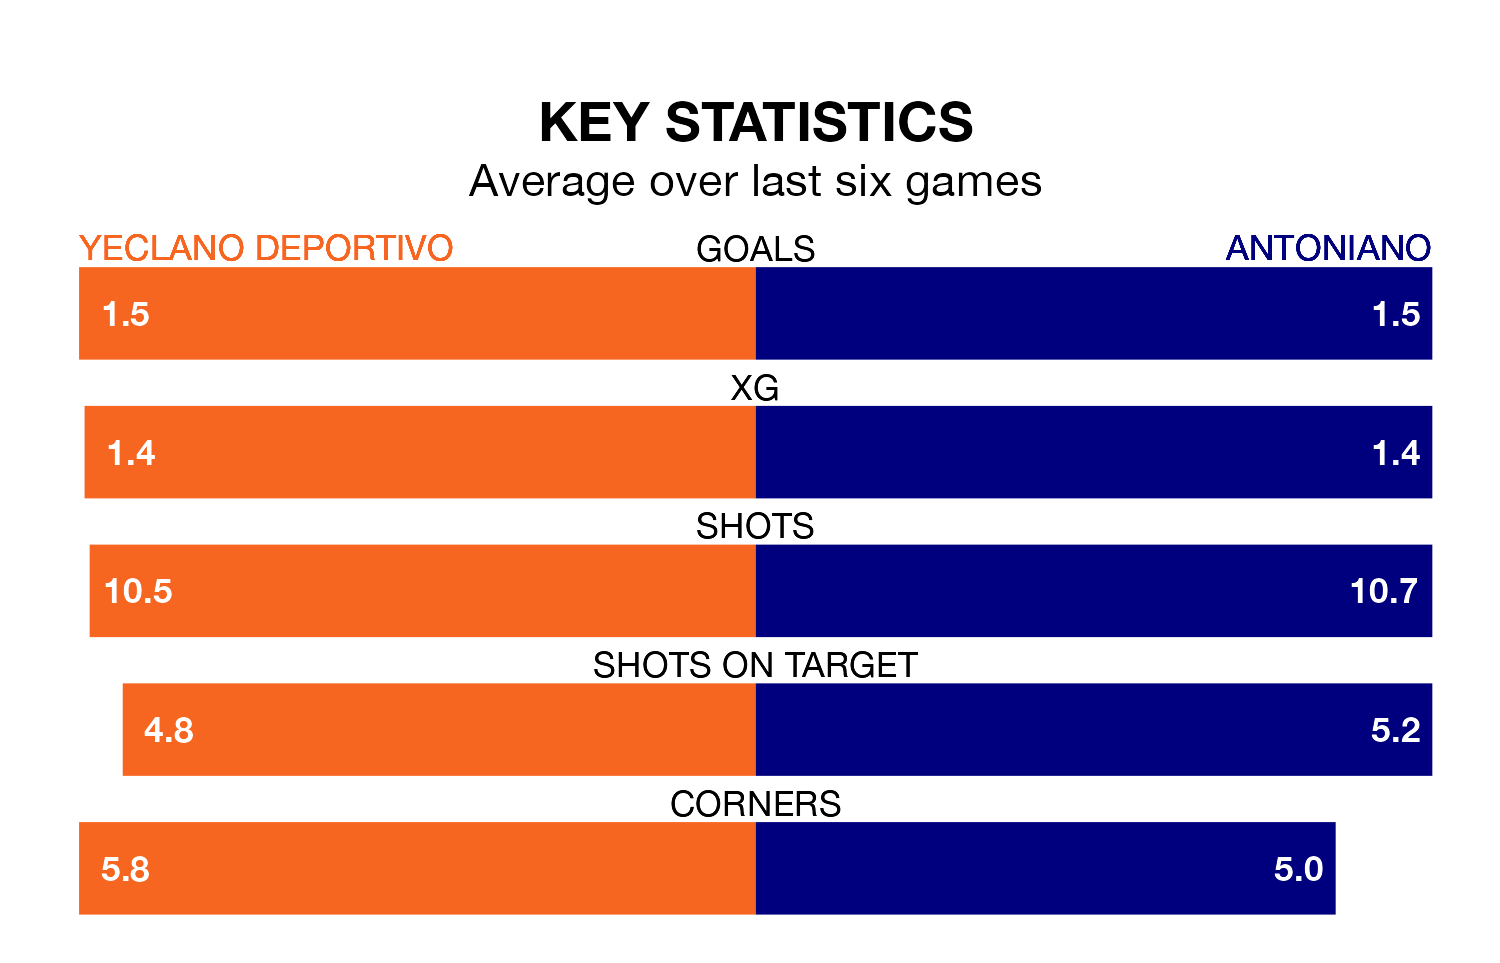 KEY STATISTICS
Average over last six games
YECLANO DEPORTIVO GOALS ANTONIANO
1.5 1.5
XG
1.4 1.4
SHOTS
10.5 10.7
SHOTS ON TARGET
4.8 5.2
CORNERS
5.8 5.0